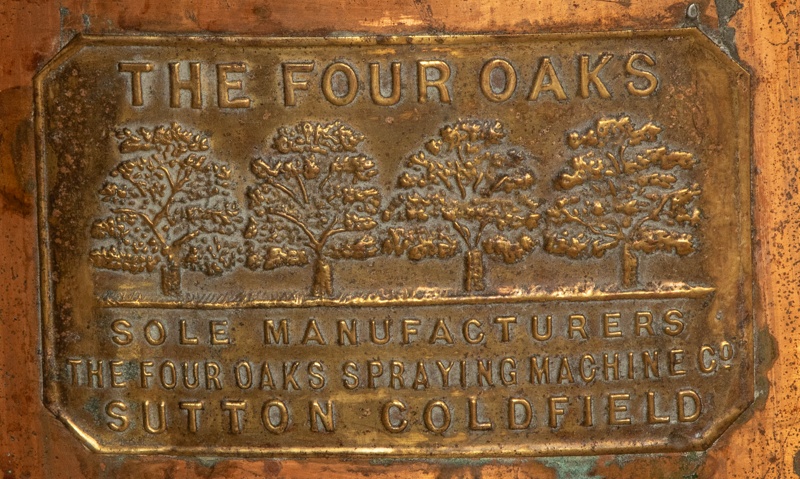 THE FOUR OAKS
SOLE MANUFACTURERS
THE FOUR OAKS SPRAYING MACHINE Co
SUTTON COLDFIELD